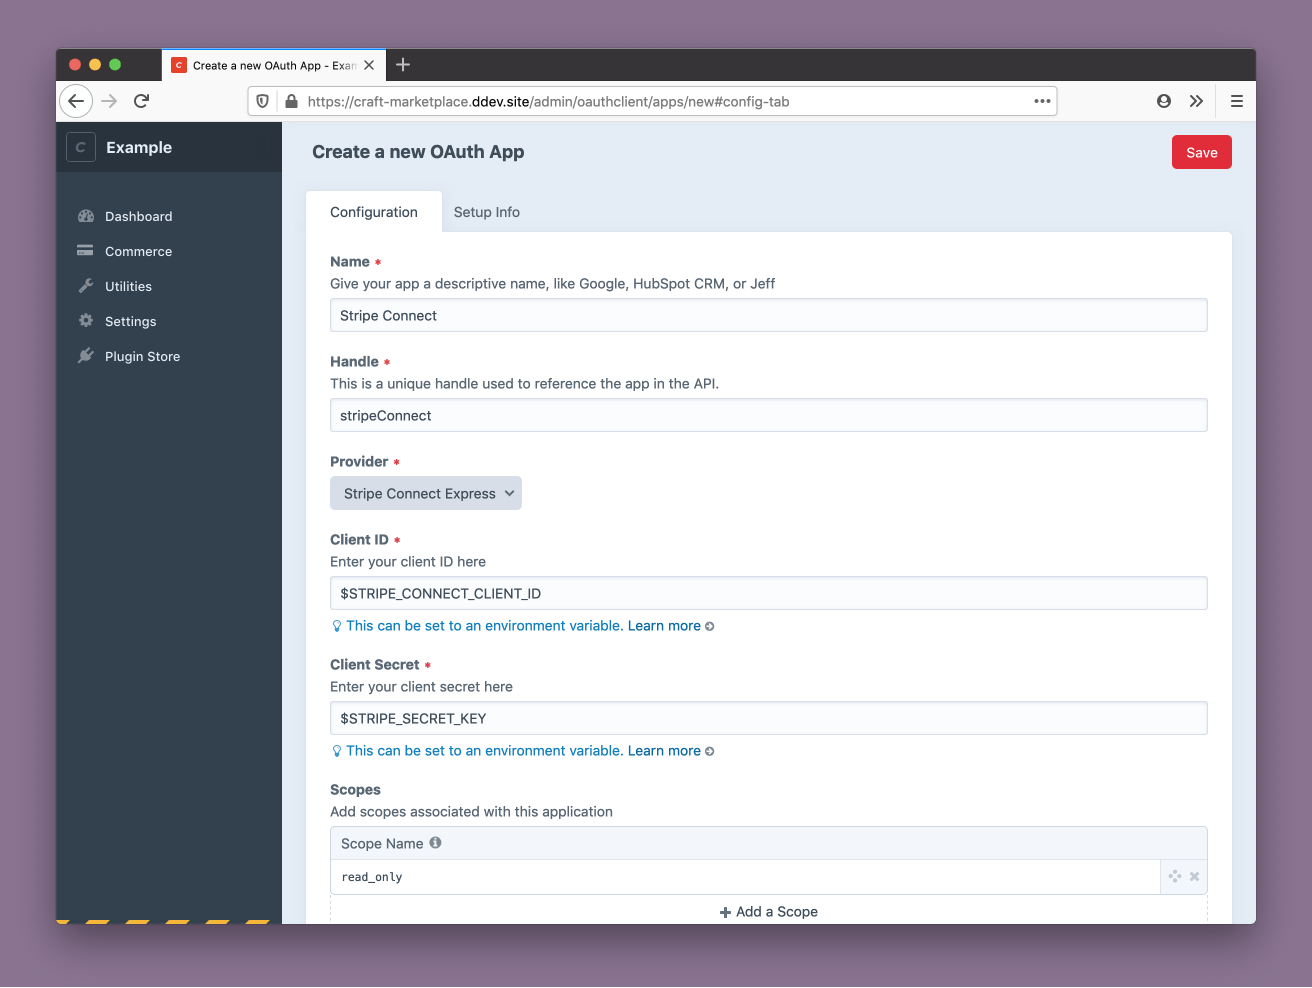 Create a new OAuth App - Exam
https://craft-marketplace.ddev.site/admin/oauthclient/apps/new#config-tab
C Example
Create a new OAuth App
Save
Dashboard
Commerce
Utilities
Settings
Plugin Store
Configuration
Setup Info
Name *
Give your app a descriptive name, like Google, HubSpot CRM, or Jeff
Stripe Connect
Handle *
This is a unique handle used to reference the app in the API.
stripeConnect
Provider *
Stripe Connect Express
Client ID *
Enter your client ID here
$STRIPE_CONNECT_CLIENT_ID
This can be set to an environment variable. Learn more
Client Secret *
Enter your client secret here
$STRIPE_SECRET_KEY
This can be set to an environment variable. Learn more
Scopes
Add scopes associated with this application
Scope Name
read_only
Add a Scope